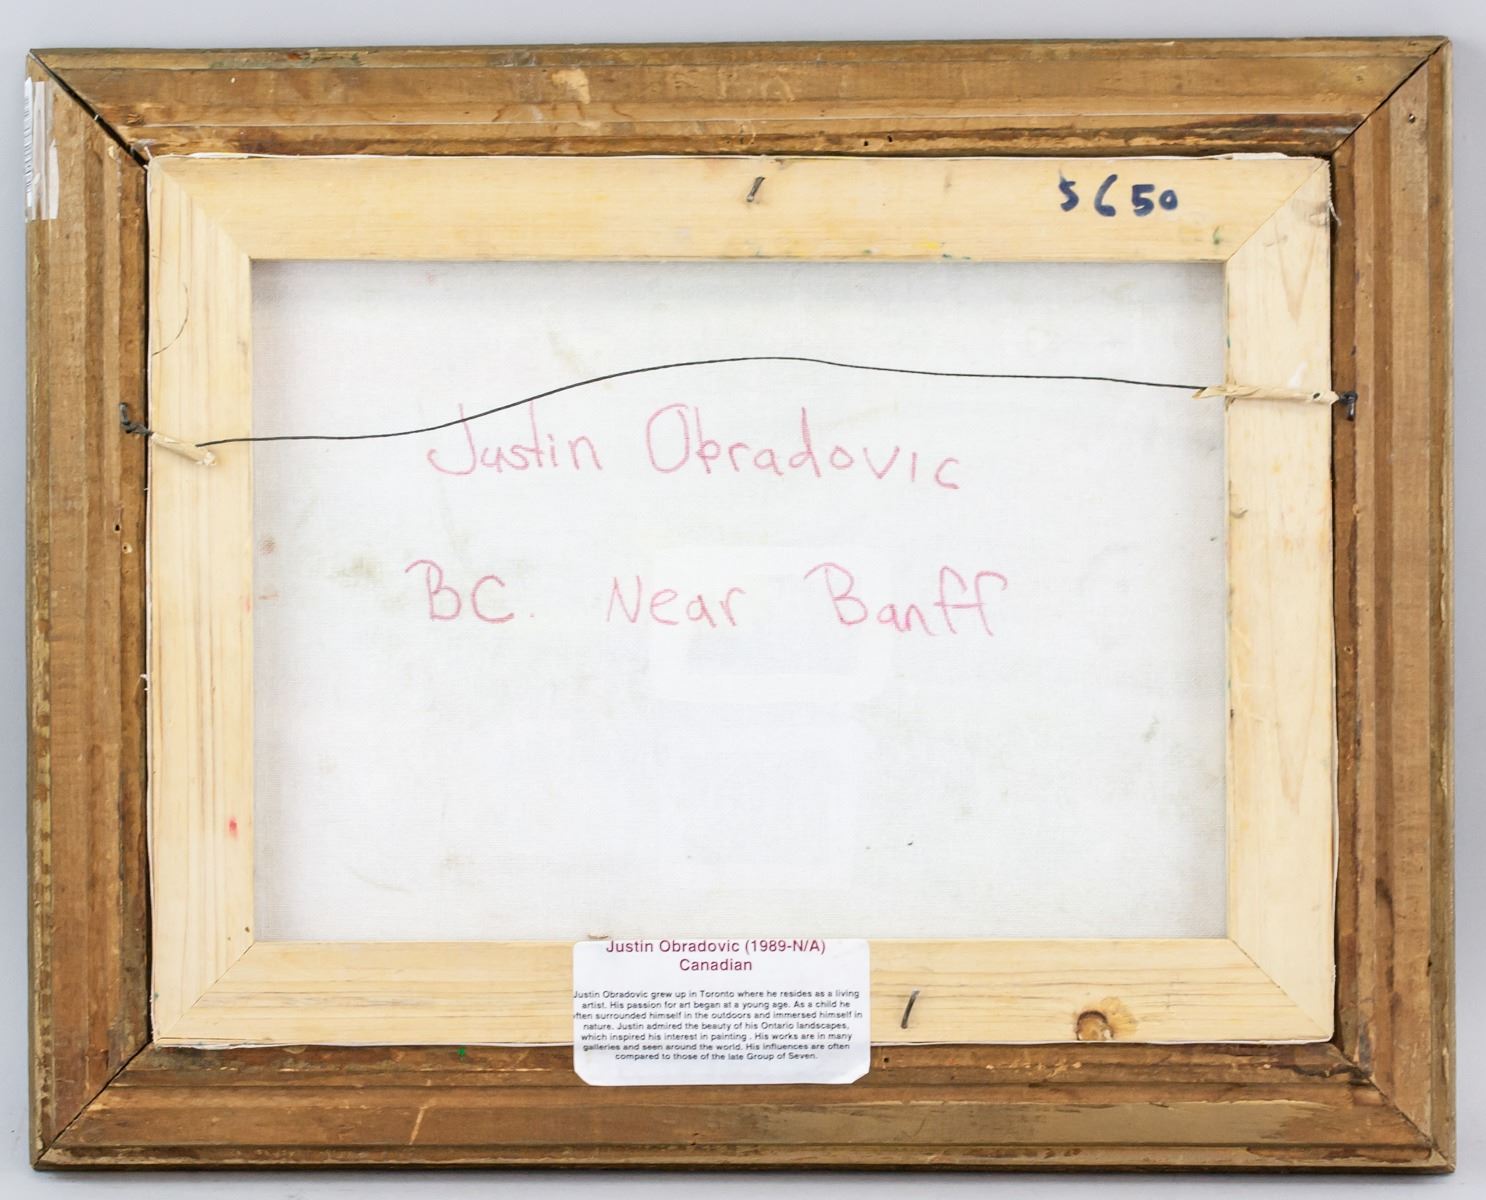 5650
Justin Obradovic
BC. Near Banff
Justin Obradovic (1989-N/A)
Canadian
Justin Obradovic grew up in Toronto where he resides as a living
artist. His passion for art began at a young age. As a child he
ften surrounded himself in the outdoors and immersed himself in
nature. Justin admired the beauty of his Ontario landscapes,
which inspired his interest in painting . His works are in many
galleries and seen around the world. His influences are often
compared to those of the late Group of Seven.